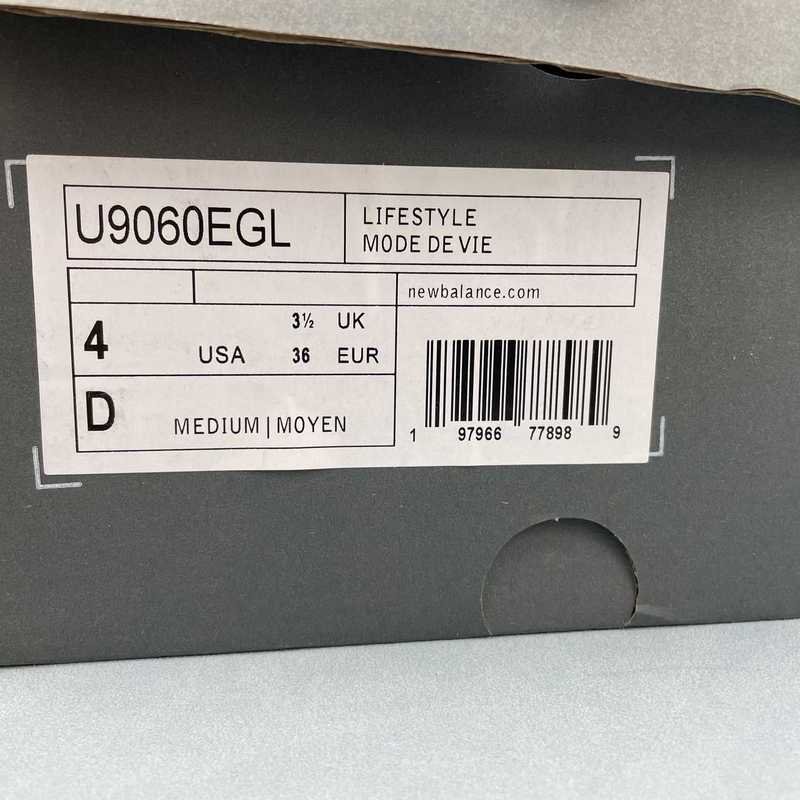 U9060EGL
LIFESTYLE
MODE DE VIE
newbalance.com
4
3½ UK
USA 36 EUR
D
MEDIUM | MOYEN
1 97966 77898 9